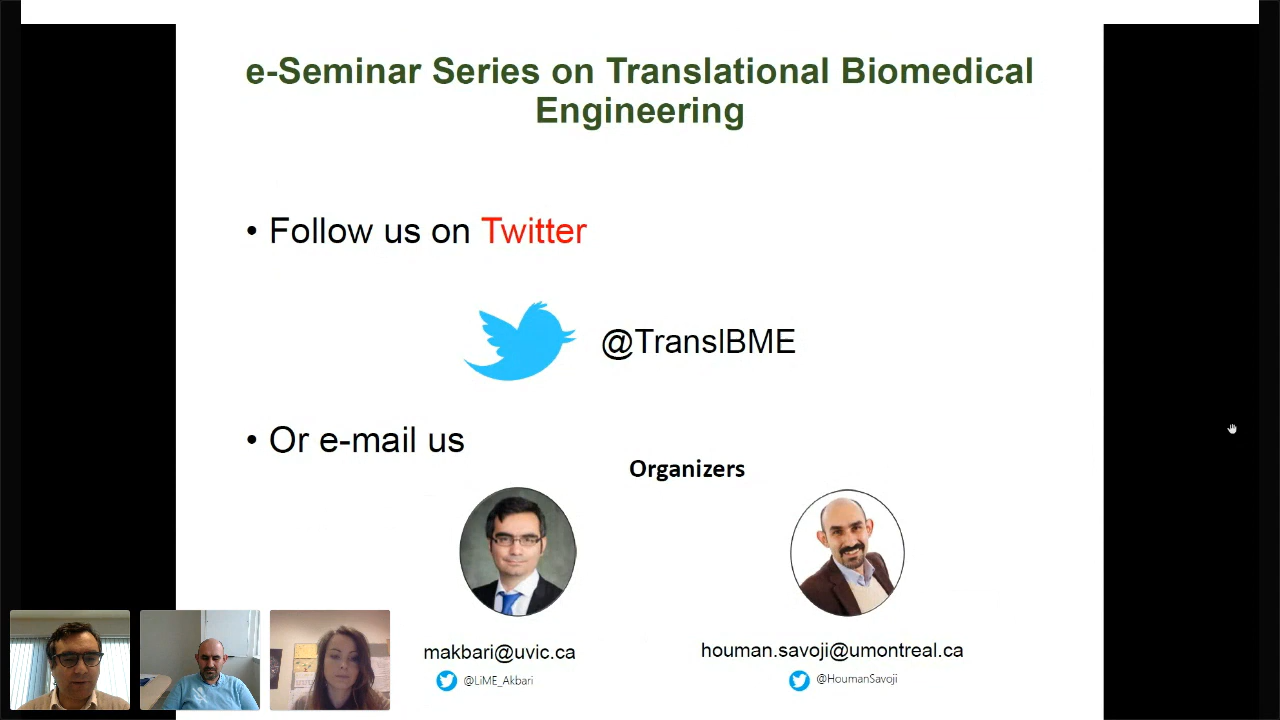 e-Seminar Series on Translational Biomedical
Engineering
• Follow us on Twitter
@TranslBME
• Or e-mail us
Organizers
makbari@uvic.ca
houman.savoji@umontreal.ca
@LiME_Akbari
@HoumanSavoji